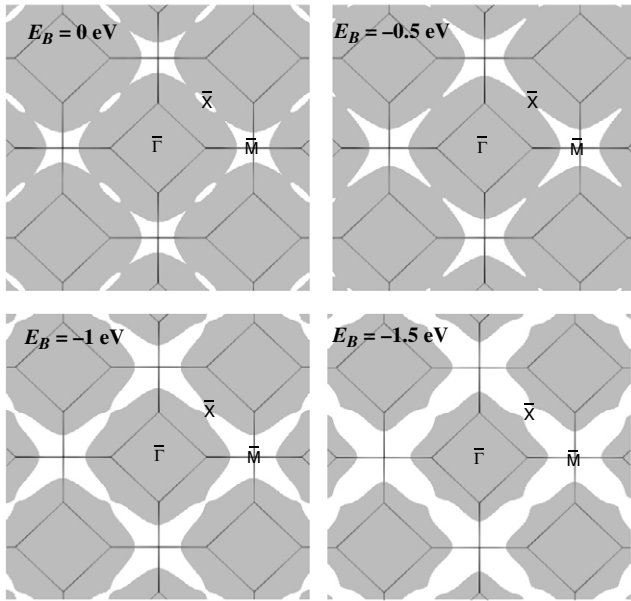 E_B = 0 eV
X̄
Γ̄
M̄
E_B = −0.5 eV
X̄
Γ̄
M̄
E_B = −1 eV
X̄
Γ̄
M̄
E_B = −1.5 eV
X̄
Γ̄
M̄